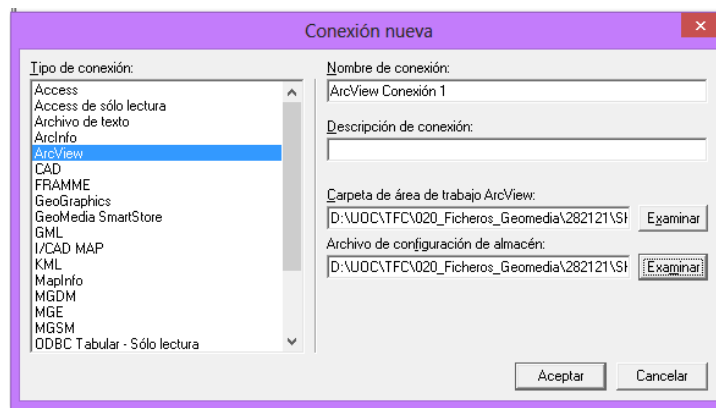 Conexión nueva
Tipo de conexión:
Access
Access de sólo lectura
Archivo de texto
ArcInfo
ArcView
CAD
FRAMME
GeoGraphics
GeoMedia SmartStore
GML
I/CAD MAP
KML
MapInfo
MGDM
MGE
MGSM
ODBC Tabular - Sólo lectura
Nombre de conexión:
ArcView Conexión 1
Descripción de conexión:
Carpeta de área de trabajo ArcView:
D:\UOC\TFC\020_Ficheros_Geomedia\282121\SH
Examinar
Archivo de configuración de almacén:
D:\UOC\TFC\020_Ficheros_Geomedia\282121\SH
Examinar
Aceptar
Cancelar